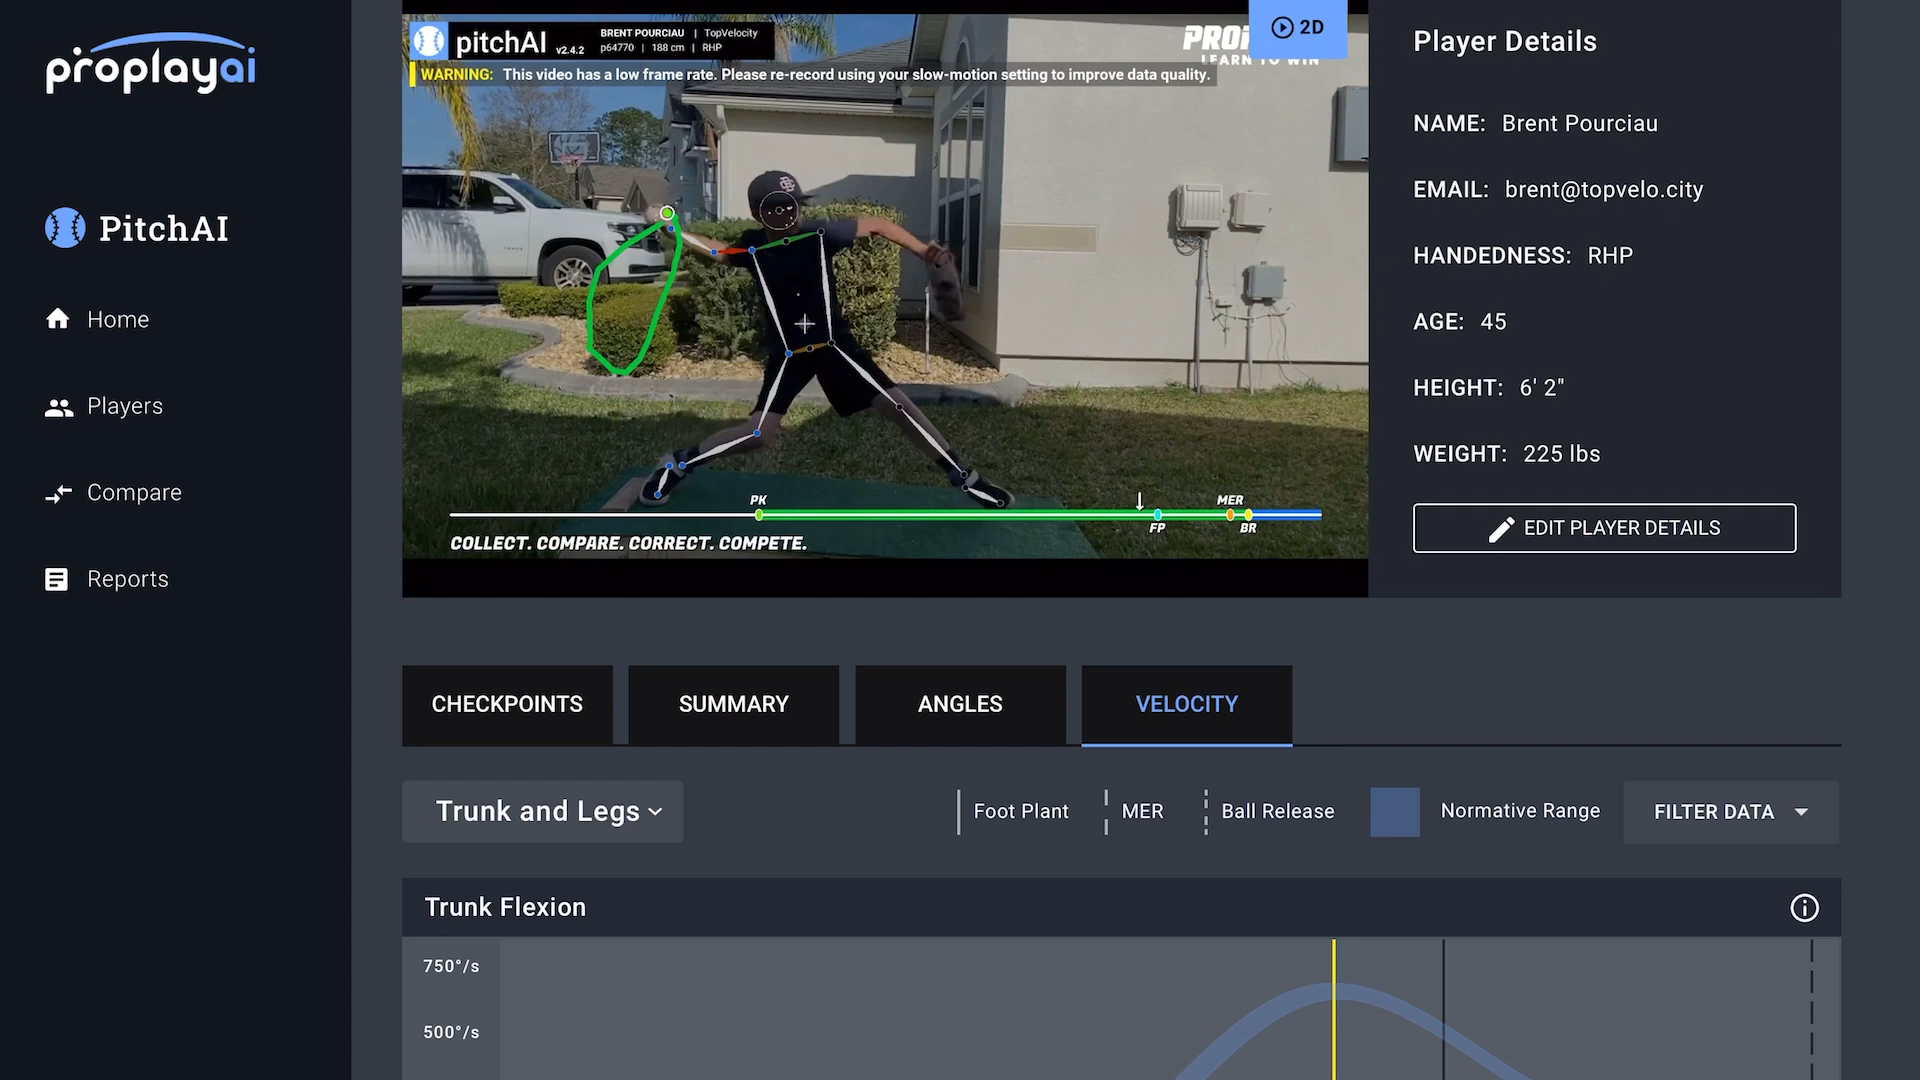 proplayai
PitchAI
Home
Players
Compare
Reports
pitchAI v2.4.2
BRENT POURCIAU | TopVelocity
p64770 | 188 cm | RHP
2D
LEARN TO WIN
WARNING: This video has a low frame rate. Please re-record using your slow-motion setting to improve data quality.
PK
MER
FP
BR
COLLECT. COMPARE. CORRECT. COMPETE.
Player Details
NAME: Brent Pourciau
EMAIL: brent@topvelo.city
HANDEDNESS: RHP
AGE: 45
HEIGHT: 6' 2"
WEIGHT: 225 lbs
EDIT PLAYER DETAILS
CHECKPOINTS
SUMMARY
ANGLES
VELOCITY
Trunk and Legs
Foot Plant
MER
Ball Release
Normative Range
FILTER DATA
Trunk Flexion
750°/s
500°/s